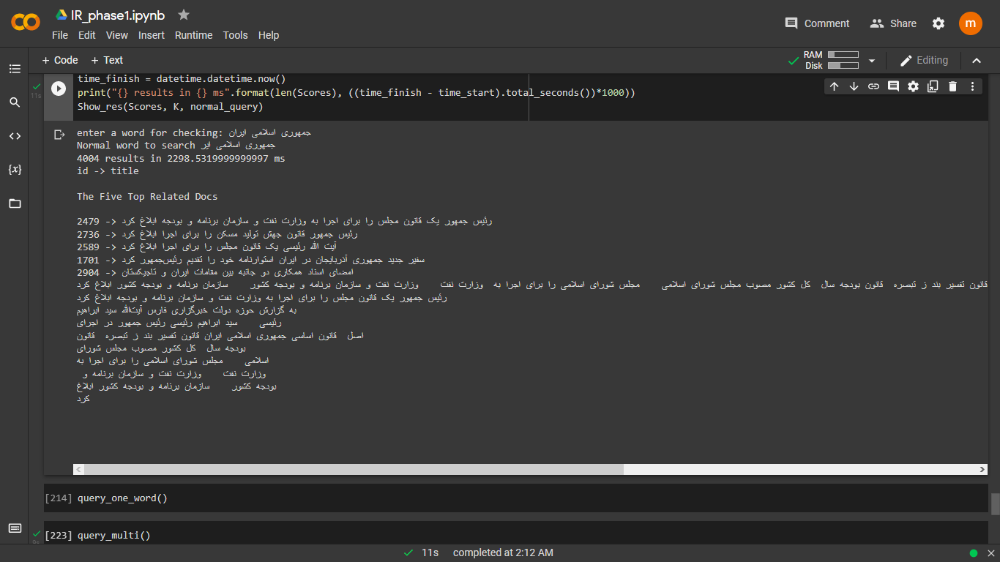 IR_phase1.ipynb
Comment
Share
m
File Edit View Insert Runtime Tools Help
+ Code + Text
RAM
Disk
Editing
time_finish = datetime.datetime.now()
11s
print("{} results in {} ms".format(len(Scores), ((time_finish - time_start).total_seconds())*1000))
Show_res(Scores, K, normal_query)
enter a word for checking: جمهوری اسلامی ایران
Normal word to search جمهوری اسلامی ایر
4004 results in 2298.5319999999997 ms
id -> title
The Five Top Related Docs
2479 -> رئیس جمهور یک قانون مجلس را برای اجرا به وزارت نفت و سازمان برنامه و بودجه ابلاغ کرد
2736 -> رئیس جمهور قانون جهش تولید مسکن را برای اجرا ابلاغ کرد
2589 -> آیت الله رئیسی یک قانون مجلس را برای اجرا ابلاغ کرد
1701 -> سفیر جدید جمهوری آذربایجان در ایران استوارنامه خود را تقدیم رئیس‌جمهور کرد
2904 -> امضای اسناد همکاری دو جانبه بین مقامات ایران و تاجیکستان
قانون تفسیر بند ز تبصره قانون بودجه سال کل کشور مصوب مجلس شورای اسلامی مجلس شورای اسلامی را برای اجرا به وزارت نفت وزارت نفت و سازمان برنامه و بودجه کشور سازمان برنامه و بودجه کشور ابلاغ کرد
رئیس جمهور یک قانون مجلس را برای اجرا به وزارت نفت و سازمان برنامه و بودجه ابلاغ کرد
به گزارش حوزه دولت خبرگزاری فارس آیت‌الله سید ابراهیم
رئیسی سید ابراهیم رئیسی رئیس جمهور در اجرای
اصل قانون اساسی جمهوری اسلامی ایران قانون تفسیر بند ز تبصره قانون
بودجه سال کل کشور مصوب مجلس شورای
اسلامی مجلس شورای اسلامی را برای اجرا به
وزارت نفت وزارت نفت و سازمان برنامه و
بودجه کشور سازمان برنامه و بودجه کشور ابلاغ
کرد
[214] query_one_word()
[223] query_multi()
11s completed at 2:12 AM